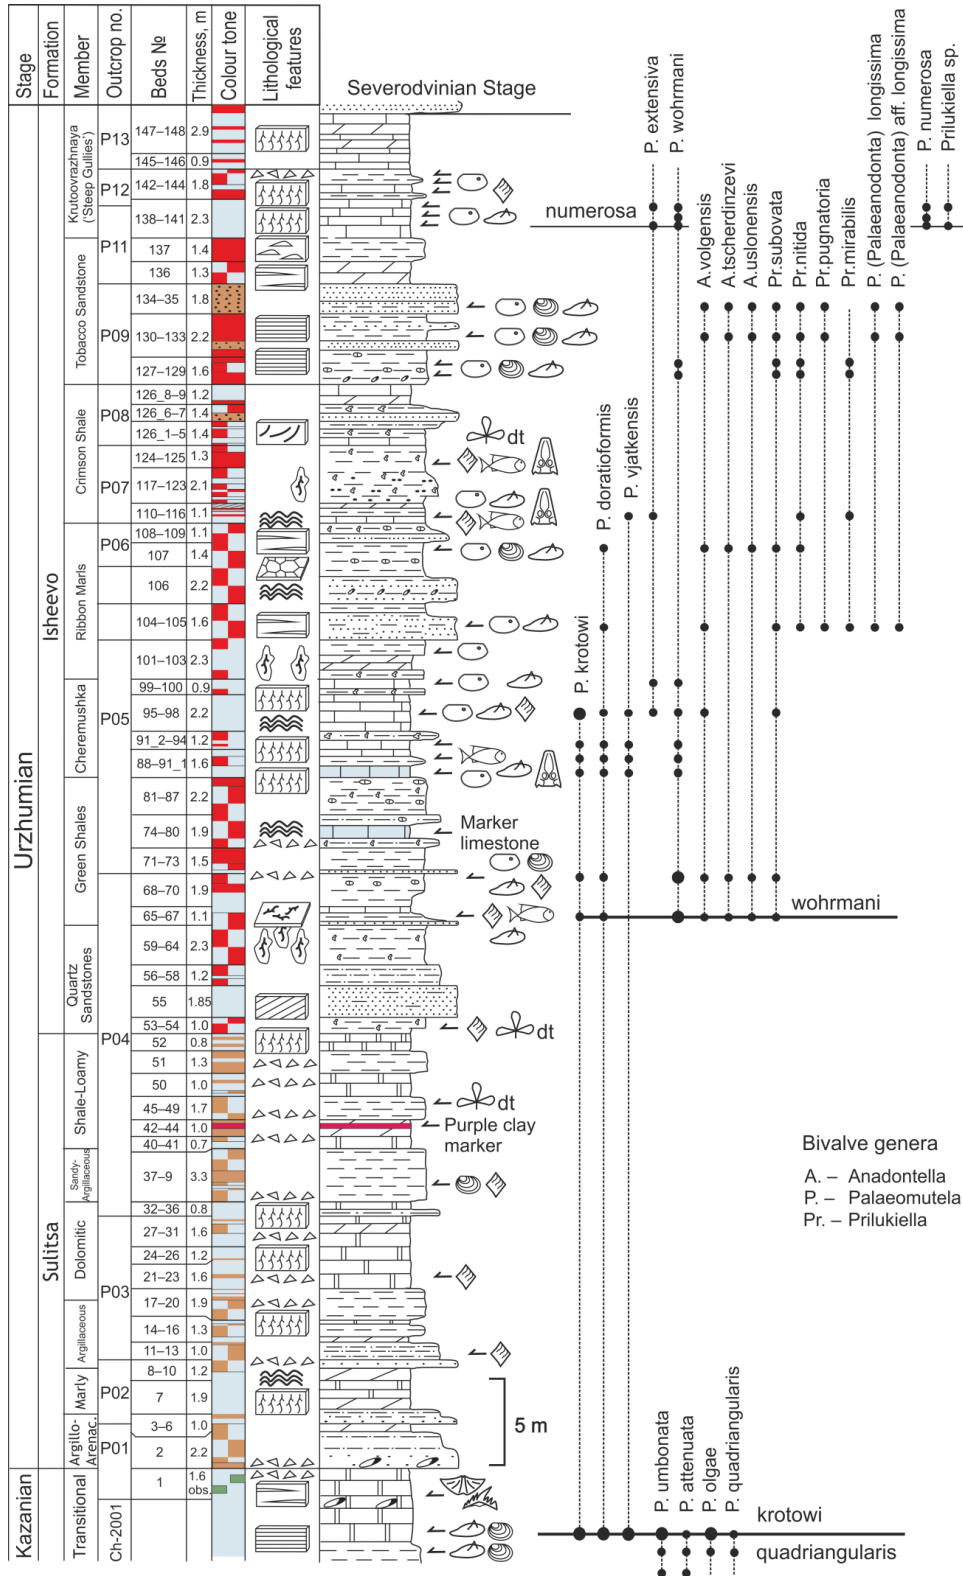 Stage
Formation
Member
Outcrop no.
Beds №
Thickness, m
Colour tone
Lithological
features
Severodvinian Stage
Urzhumian
Kazanian
Isheevo
Sulitsa
Krutoovrazhnaya
('Steep Gullies')
Tobacco Sandstone
Crimson Shale
Ribbon Marls
Cheremushka
Green Shales
Quartz
Sandstones
Shale-Loamy
Sandy-
Argillaceous
Dolomitic
Argillaceous
Marly
Argillo-
Arenac.
Transitional
P13
P12
P11
P09
P08
P07
P06
P05
P04
P03
P02
P01
Ch-2001
147–148 2.9
145–146 0.9
142–144 1.8
138–141 2.3
137 1.4
136 1.3
134–35 1.8
130–133 2.2
127–129 1.6
126_8–9 1.2
126_6–7 1.4
126_1–5 1.4
124–125 1.3
117–123 2.1
110–116 1.1
108–109 1.1
107 1.4
106 2.2
104–105 1.6
101–103 2.3
99–100 0.9
95–98 2.2
91_2–94 1.2
88–91_1 1.6
81–87 2.2
74–80 1.9
71–73 1.5
68–70 1.9
65–67 1.1
59–64 2.3
56–58 1.2
55 1.85
53–54 1.0
52 0.8
51 1.3
50 1.0
45–49 1.7
42–44 1.0
40–41 0.7
37–9 3.3
32–36 0.8
27–31 1.6
24–26 1.2
21–23 1.6
17–20 1.9
14–16 1.3
11–13 1.0
8–10 1.2
7 1.9
3–6 1.0
2 2.2
1 1.6
obs.
dt
Marker
limestone
dt
dt
Purple clay
marker
5 m
P. krotowi
P. doratioformis
P. vjatkensis
P. extensiva
P. wohrmani
A.volgensis
A.tscherdinzevi
A.uslonensis
Pr.subovata
Pr.nitida
Pr.pugnatoria
Pr.mirabilis
P. (Palaeanodonta) longissima
P. (Palaeanodonta) aff. longissima
P. numerosa
Prilukiella sp.
numerosa
wohrmani
Bivalve genera
A. – Anadontella
P. – Palaeomutela
Pr. – Prilukiella
P. umbonata
P. attenuata
P. olgae
P. quadriangularis
krotowi
quadriangularis